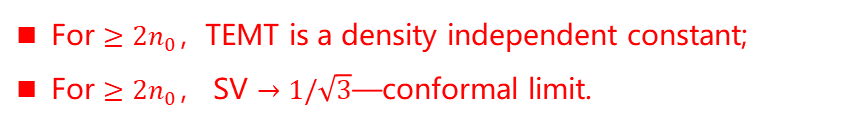 ■ For ≥ 2n₀, TEMT is a density independent constant;
■ For ≥ 2n₀, SV → 1/√3—conformal limit.